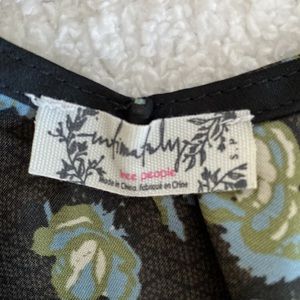 intimately
free people
Made in China. Fabriqué en Chine
P/S